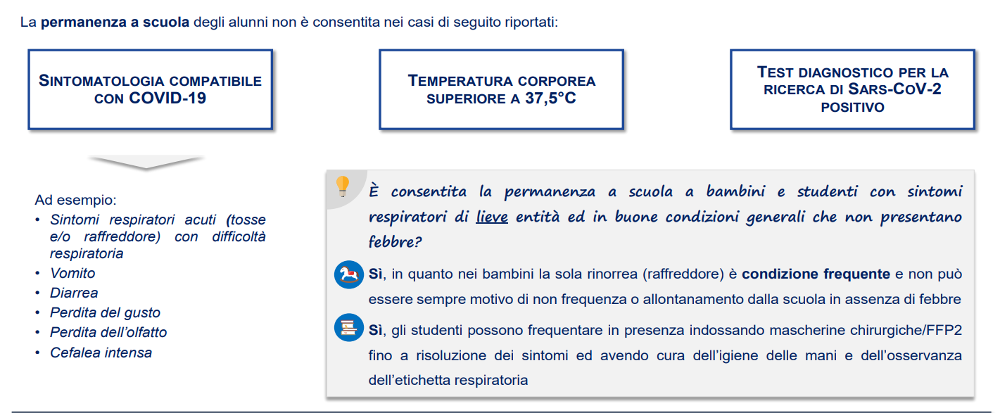 La permanenza a scuola degli alunni non è consentita nei casi di seguito riportati:
SINTOMATOLOGIA COMPATIBILE
CON COVID-19
TEMPERATURA CORPOREA
SUPERIORE A 37,5°C
TEST DIAGNOSTICO PER LA
RICERCA DI SARS-COV-2
POSITIVO
Ad esempio:
• Sintomi respiratori acuti (tosse
e/o raffreddore) con difficoltà
respiratoria
• Vomito
• Diarrea
• Perdita del gusto
• Perdita dell'olfatto
• Cefalea intensa
È consentita la permanenza a scuola a bambini e studenti con sintomi
respiratori di lieve entità ed in buone condizioni generali che non presentano
febbre?
Sì, in quanto nei bambini la sola rinorrea (raffreddore) è condizione frequente e non può
essere sempre motivo di non frequenza o allontanamento dalla scuola in assenza di febbre
Sì, gli studenti possono frequentare in presenza indossando mascherine chirurgiche/FFP2
fino a risoluzione dei sintomi ed avendo cura dell'igiene delle mani e dell'osservanza
dell'etichetta respiratoria